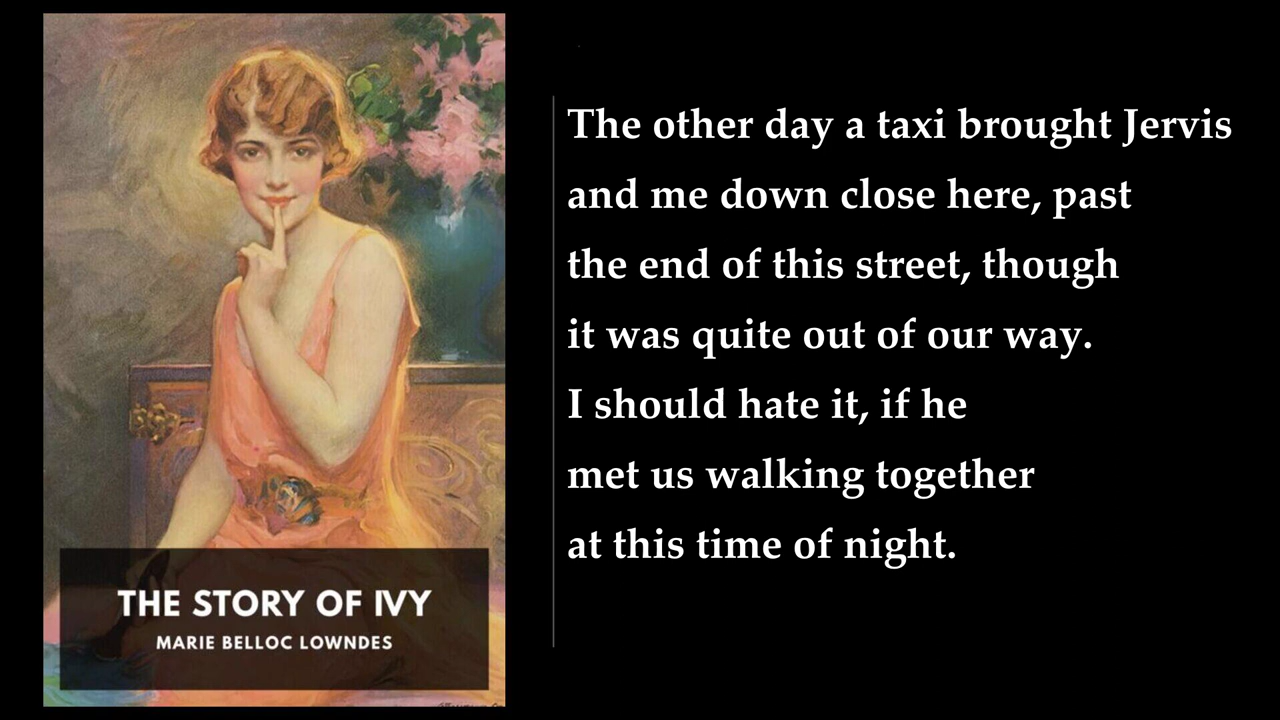 The other day a taxi brought Jervis
and me down close here, past
the end of this street, though
it was quite out of our way.
I should hate it, if he
met us walking together
at this time of night.
THE STORY OF IVY
MARIE BELLOC LOWNDES